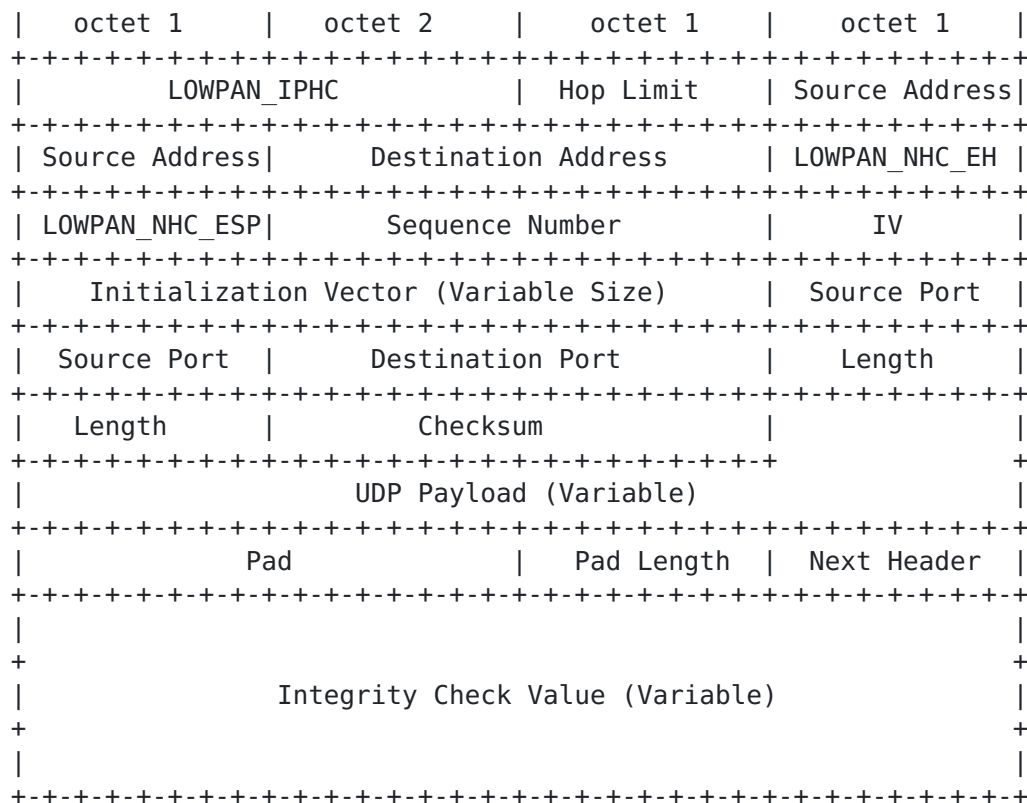 |   octet 1     |   octet 2     |    octet 1    |    octet 1    |
+-+-+-+-+-+-+-+-+-+-+-+-+-+-+-+-+-+-+-+-+-+-+-+-+-+-+-+-+-+-+-+-+
|         LOWPAN_IPHC           |  Hop Limit    | Source Address|
+-+-+-+-+-+-+-+-+-+-+-+-+-+-+-+-+-+-+-+-+-+-+-+-+-+-+-+-+-+-+-+-+
| Source Address|      Destination Address      | LOWPAN_NHC_EH |
+-+-+-+-+-+-+-+-+-+-+-+-+-+-+-+-+-+-+-+-+-+-+-+-+-+-+-+-+-+-+-+-+
| LOWPAN_NHC_ESP|       Sequence Number         |      IV       |
+-+-+-+-+-+-+-+-+-+-+-+-+-+-+-+-+-+-+-+-+-+-+-+-+-+-+-+-+-+-+-+-+
|    Initialization Vector (Variable Size)      |  Source Port  |
+-+-+-+-+-+-+-+-+-+-+-+-+-+-+-+-+-+-+-+-+-+-+-+-+-+-+-+-+-+-+-+-+
|  Source Port  |      Destination Port         |    Length     |
+-+-+-+-+-+-+-+-+-+-+-+-+-+-+-+-+-+-+-+-+-+-+-+-+-+-+-+-+-+-+-+-+
|   Length      |         Checksum              |               |
+-+-+-+-+-+-+-+-+-+-+-+-+-+-+-+-+-+-+-+-+-+-+-+-+               +
|                     UDP Payload (Variable)                    |
+-+-+-+-+-+-+-+-+-+-+-+-+-+-+-+-+-+-+-+-+-+-+-+-+-+-+-+-+-+-+-+-+
|              Pad              |   Pad Length  |  Next Header  |
+-+-+-+-+-+-+-+-+-+-+-+-+-+-+-+-+-+-+-+-+-+-+-+-+-+-+-+-+-+-+-+-+
|                                                               |
+                                                               +
|                Integrity Check Value (Variable)               |
+                                                               +
|                                                               |
+-+-+-+-+-+-+-+-+-+-+-+-+-+-+-+-+-+-+-+-+-+-+-+-+-+-+-+-+-+-+-+-+